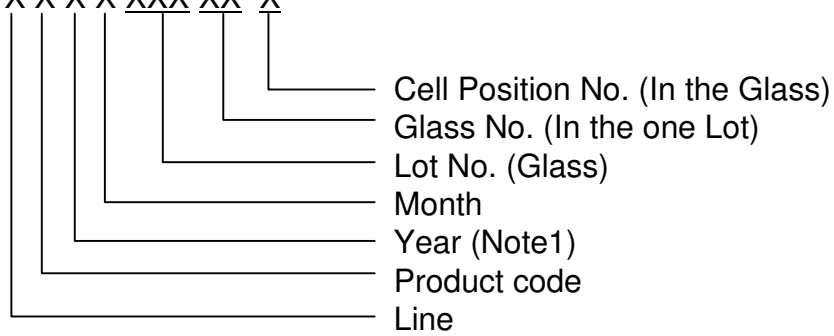 X X X X XXX XX X
Cell Position No. (In the Glass)
Glass No. (In the one Lot)
Lot No. (Glass)
Month
Year (Note1)
Product code
Line